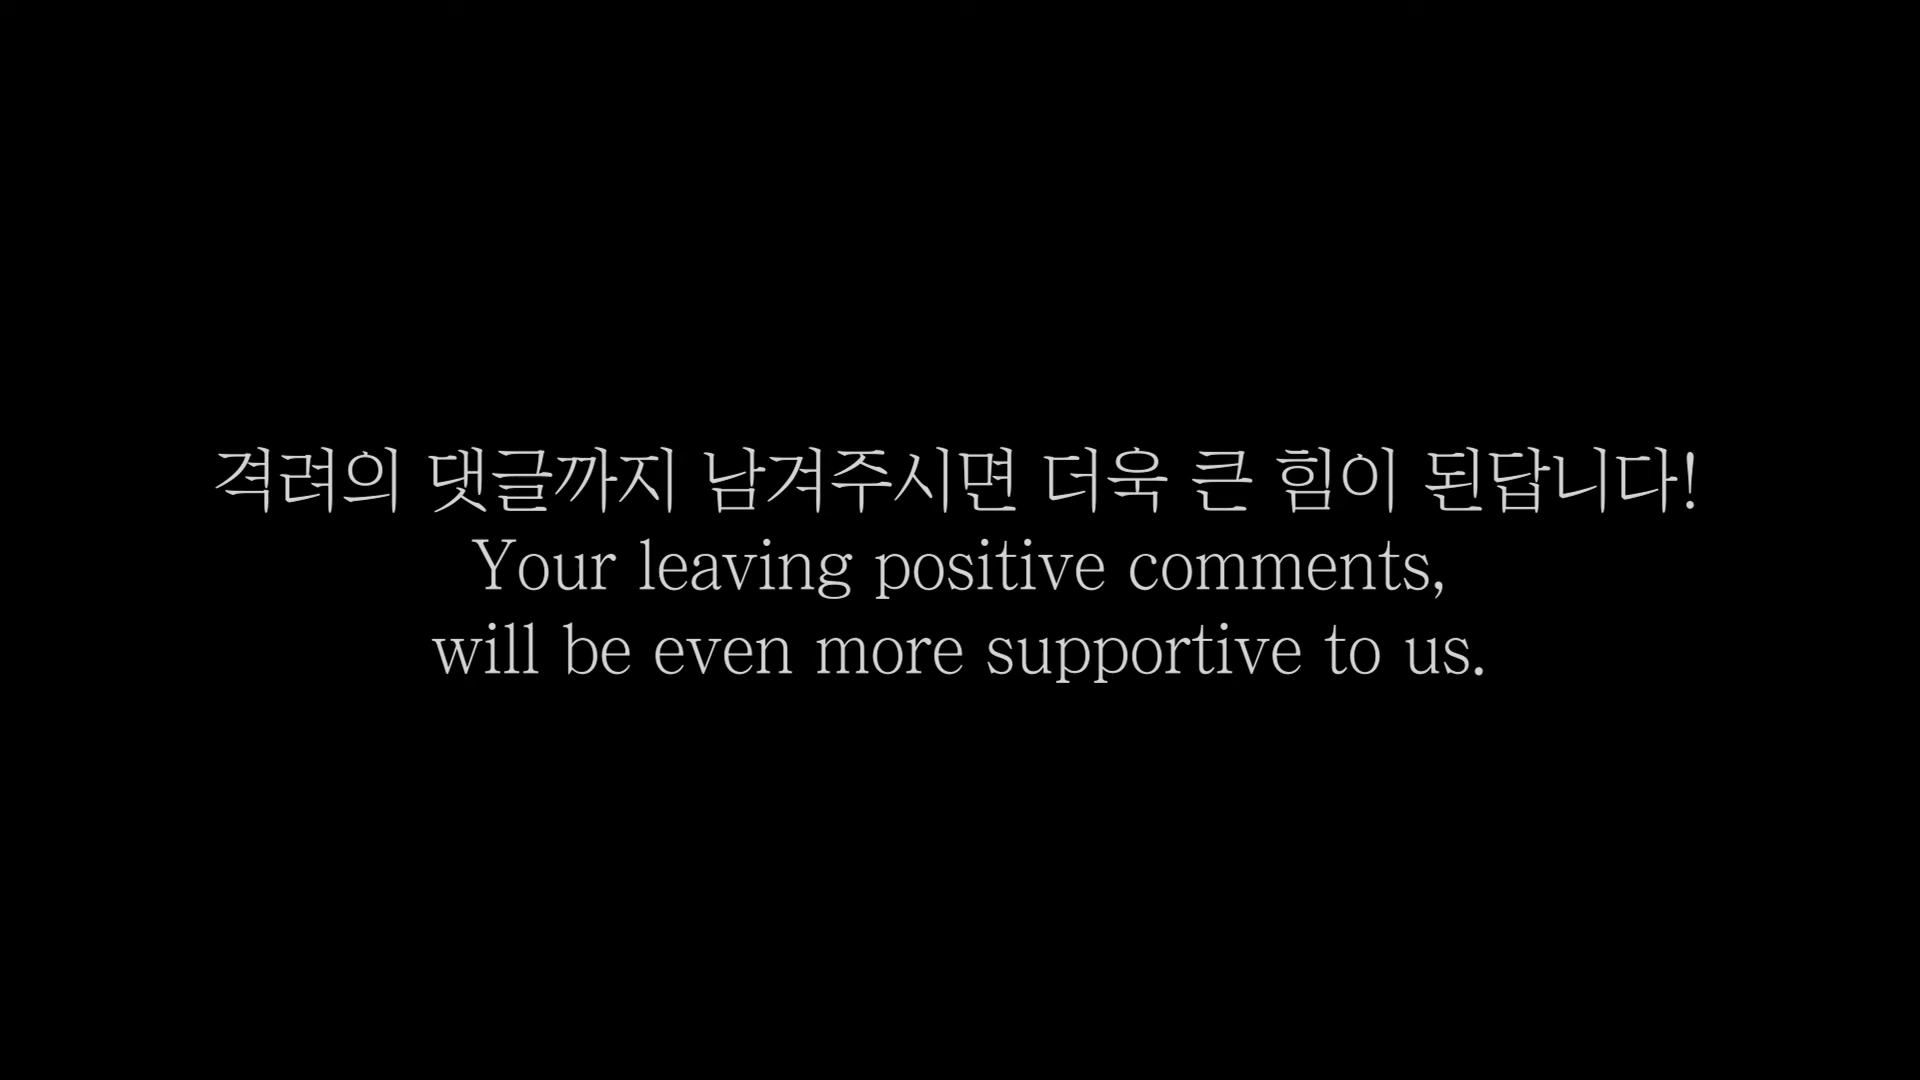 격려의 댓글까지 남겨주시면 더욱 큰 힘이 된답니다!
Your leaving positive comments,
will be even more supportive to us.